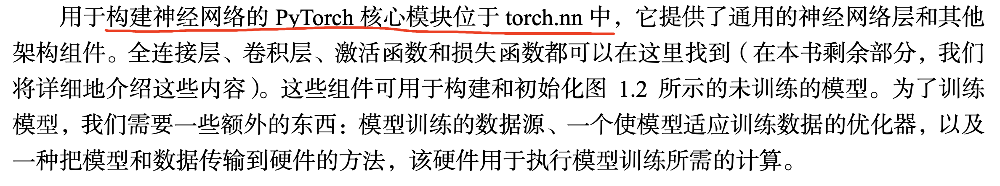 用于构建神经网络的 PyTorch 核心模块位于 torch.nn 中，它提供了通用的神经网络层和其他
架构组件。全连接层、卷积层、激活函数和损失函数都可以在这里找到（在本书剩余部分，我们
将详细地介绍这些内容）。这些组件可用于构建和初始化图 1.2 所示的未训练的模型。为了训练
模型，我们需要一些额外的东西：模型训练的数据源、一个使模型适应训练数据的优化器，以及
一种把模型和数据传输到硬件的方法，该硬件用于执行模型训练所需的计算。